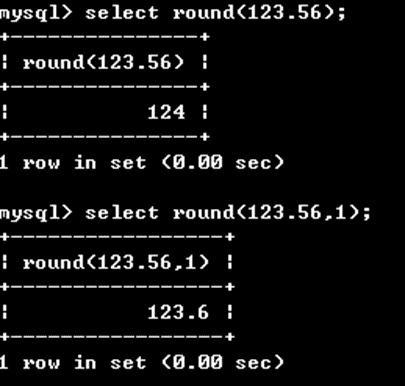 mysql> select round(123.56);
+---------------+
| round(123.56) |
+---------------+
|           124 |
+---------------+
1 row in set (0.00 sec)
mysql> select round(123.56,1);
+-----------------+
| round(123.56,1) |
+-----------------+
|           123.6 |
+-----------------+
1 row in set (0.00 sec)